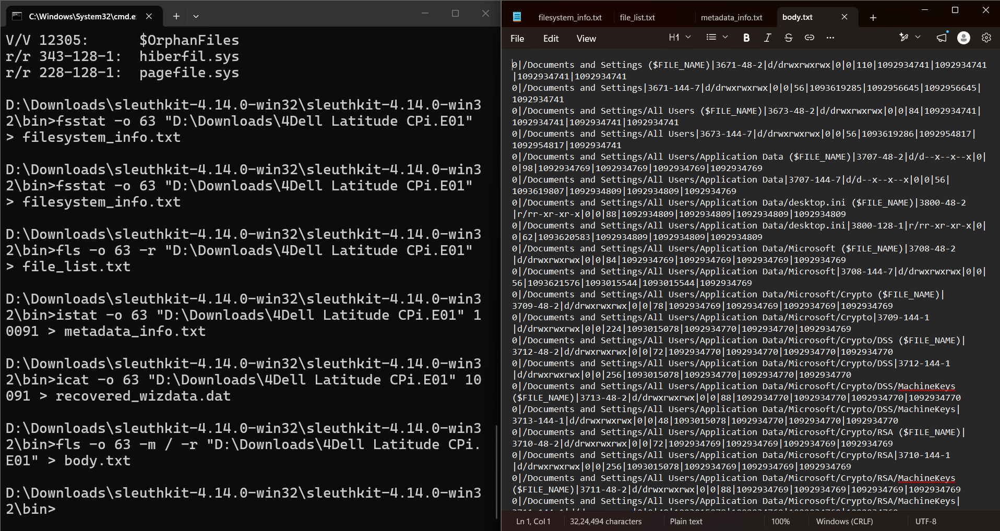 C:\Windows\System32\cmd.e
V/V 12305:      $OrphanFiles
r/r 343-128-1:  hiberfil.sys
r/r 228-128-1:  pagefile.sys
D:\Downloads\sleuthkit-4.14.0-win32\sleuthkit-4.14.0-win3
2\bin>fsstat -o 63 "D:\Downloads\4Dell Latitude CPi.E01"
> filesystem_info.txt
D:\Downloads\sleuthkit-4.14.0-win32\sleuthkit-4.14.0-win3
2\bin>fsstat -o 63 "D:\Downloads\4Dell Latitude CPi.E01"
> filesystem_info.txt
D:\Downloads\sleuthkit-4.14.0-win32\sleuthkit-4.14.0-win3
2\bin>fls -o 63 -r "D:\Downloads\4Dell Latitude CPi.E01"
> file_list.txt
D:\Downloads\sleuthkit-4.14.0-win32\sleuthkit-4.14.0-win3
2\bin>istat -o 63 "D:\Downloads\4Dell Latitude CPi.E01" 1
0091 > metadata_info.txt
D:\Downloads\sleuthkit-4.14.0-win32\sleuthkit-4.14.0-win3
2\bin>icat -o 63 "D:\Downloads\4Dell Latitude CPi.E01" 10
091 > recovered_wizdata.dat
D:\Downloads\sleuthkit-4.14.0-win32\sleuthkit-4.14.0-win3
2\bin>fls -o 63 -m / -r "D:\Downloads\4Dell Latitude CPi.
E01" > body.txt
D:\Downloads\sleuthkit-4.14.0-win32\sleuthkit-4.14.0-win3
2\bin>
filesystem_info.txt file_list.txt metadata_info.txt body.txt
File Edit View H1 B I S
0|/Documents and Settings ($FILE_NAME)|3671-48-2|d/drwxrwxrwx|0|0|110|1092934741|1092934741
|1092934741|1092934741
0|/Documents and Settings|3671-144-7|d/drwxrwxrwx|0|0|56|1093619285|1092956645|1092956645|
1092934741
0|/Documents and Settings/All Users ($FILE_NAME)|3673-48-2|d/drwxrwxrwx|0|0|84|1092934741|
1092934741|1092934741|1092934741
0|/Documents and Settings/All Users|3673-144-7|d/drwxrwxrwx|0|0|56|1093619286|1092954817|
1092954817|1092934741
0|/Documents and Settings/All Users/Application Data ($FILE_NAME)|3707-48-2|d/d--x--x--x|0|
0|98|1092934769|1092934769|1092934769|1092934769
0|/Documents and Settings/All Users/Application Data|3707-144-7|d/d--x--x--x|0|0|56|
1093619807|1092934809|1092934809|1092934769
0|/Documents and Settings/All Users/Application Data/desktop.ini ($FILE_NAME)|3800-48-2
|r/rr-xr-xr-x|0|0|88|1092934809|1092934809|1092934809|1092934809
0|/Documents and Settings/All Users/Application Data/desktop.ini|3800-128-1|r/rr-xr-xr-x|0|
0|62|1093620583|1092934809|1092934809|1092934809
0|/Documents and Settings/All Users/Application Data/Microsoft ($FILE_NAME)|3708-48-2
|d/drwxrwxrwx|0|0|84|1092934769|1092934769|1092934769|1092934769
0|/Documents and Settings/All Users/Application Data/Microsoft|3708-144-7|d/drwxrwxrwx|0|0|
56|1093621576|1093015544|1093015544|1092934769
0|/Documents and Settings/All Users/Application Data/Microsoft/Crypto ($FILE_NAME)|
3709-48-2|d/drwxrwxrwx|0|0|78|1092934769|1092934769|1092934769|1092934769
0|/Documents and Settings/All Users/Application Data/Microsoft/Crypto|3709-144-1
|d/drwxrwxrwx|0|0|224|1093015078|1092934770|1092934770|1092934769
0|/Documents and Settings/All Users/Application Data/Microsoft/Crypto/DSS ($FILE_NAME)|
3712-48-2|d/drwxrwxrwx|0|0|72|1092934770|1092934770|1092934770|1092934770
0|/Documents and Settings/All Users/Application Data/Microsoft/Crypto/DSS|3712-144-1
|d/drwxrwxrwx|0|0|256|1093015078|1092934770|1092934770|1092934770
0|/Documents and Settings/All Users/Application Data/Microsoft/Crypto/DSS/MachineKeys
($FILE_NAME)|3713-48-2|d/drwxrwxrwx|0|0|88|1092934770|1092934770|1092934770|1092934770
0|/Documents and Settings/All Users/Application Data/Microsoft/Crypto/DSS/MachineKeys|
3713-144-1|d/drwxrwxrwx|0|0|48|1093015078|1092934770|1092934770|1092934770
0|/Documents and Settings/All Users/Application Data/Microsoft/Crypto/RSA ($FILE_NAME)|
3710-48-2|d/drwxrwxrwx|0|0|72|1092934769|1092934769|1092934769|1092934769
0|/Documents and Settings/All Users/Application Data/Microsoft/Crypto/RSA|3710-144-1
|d/drwxrwxrwx|0|0|256|1093015078|1092934769|1092934769|1092934769
0|/Documents and Settings/All Users/Application Data/Microsoft/Crypto/RSA/MachineKeys
($FILE_NAME)|3711-48-2|d/drwxrwxrwx|0|0|88|1092934769|1092934769|1092934769|1092934769
0|/Documents and Settings/All Users/Application Data/Microsoft/Crypto/RSA/MachineKeys|
Ln 1, Col 1 32,24,494 characters Plain text 100% Windows (CRLF) UTF-8